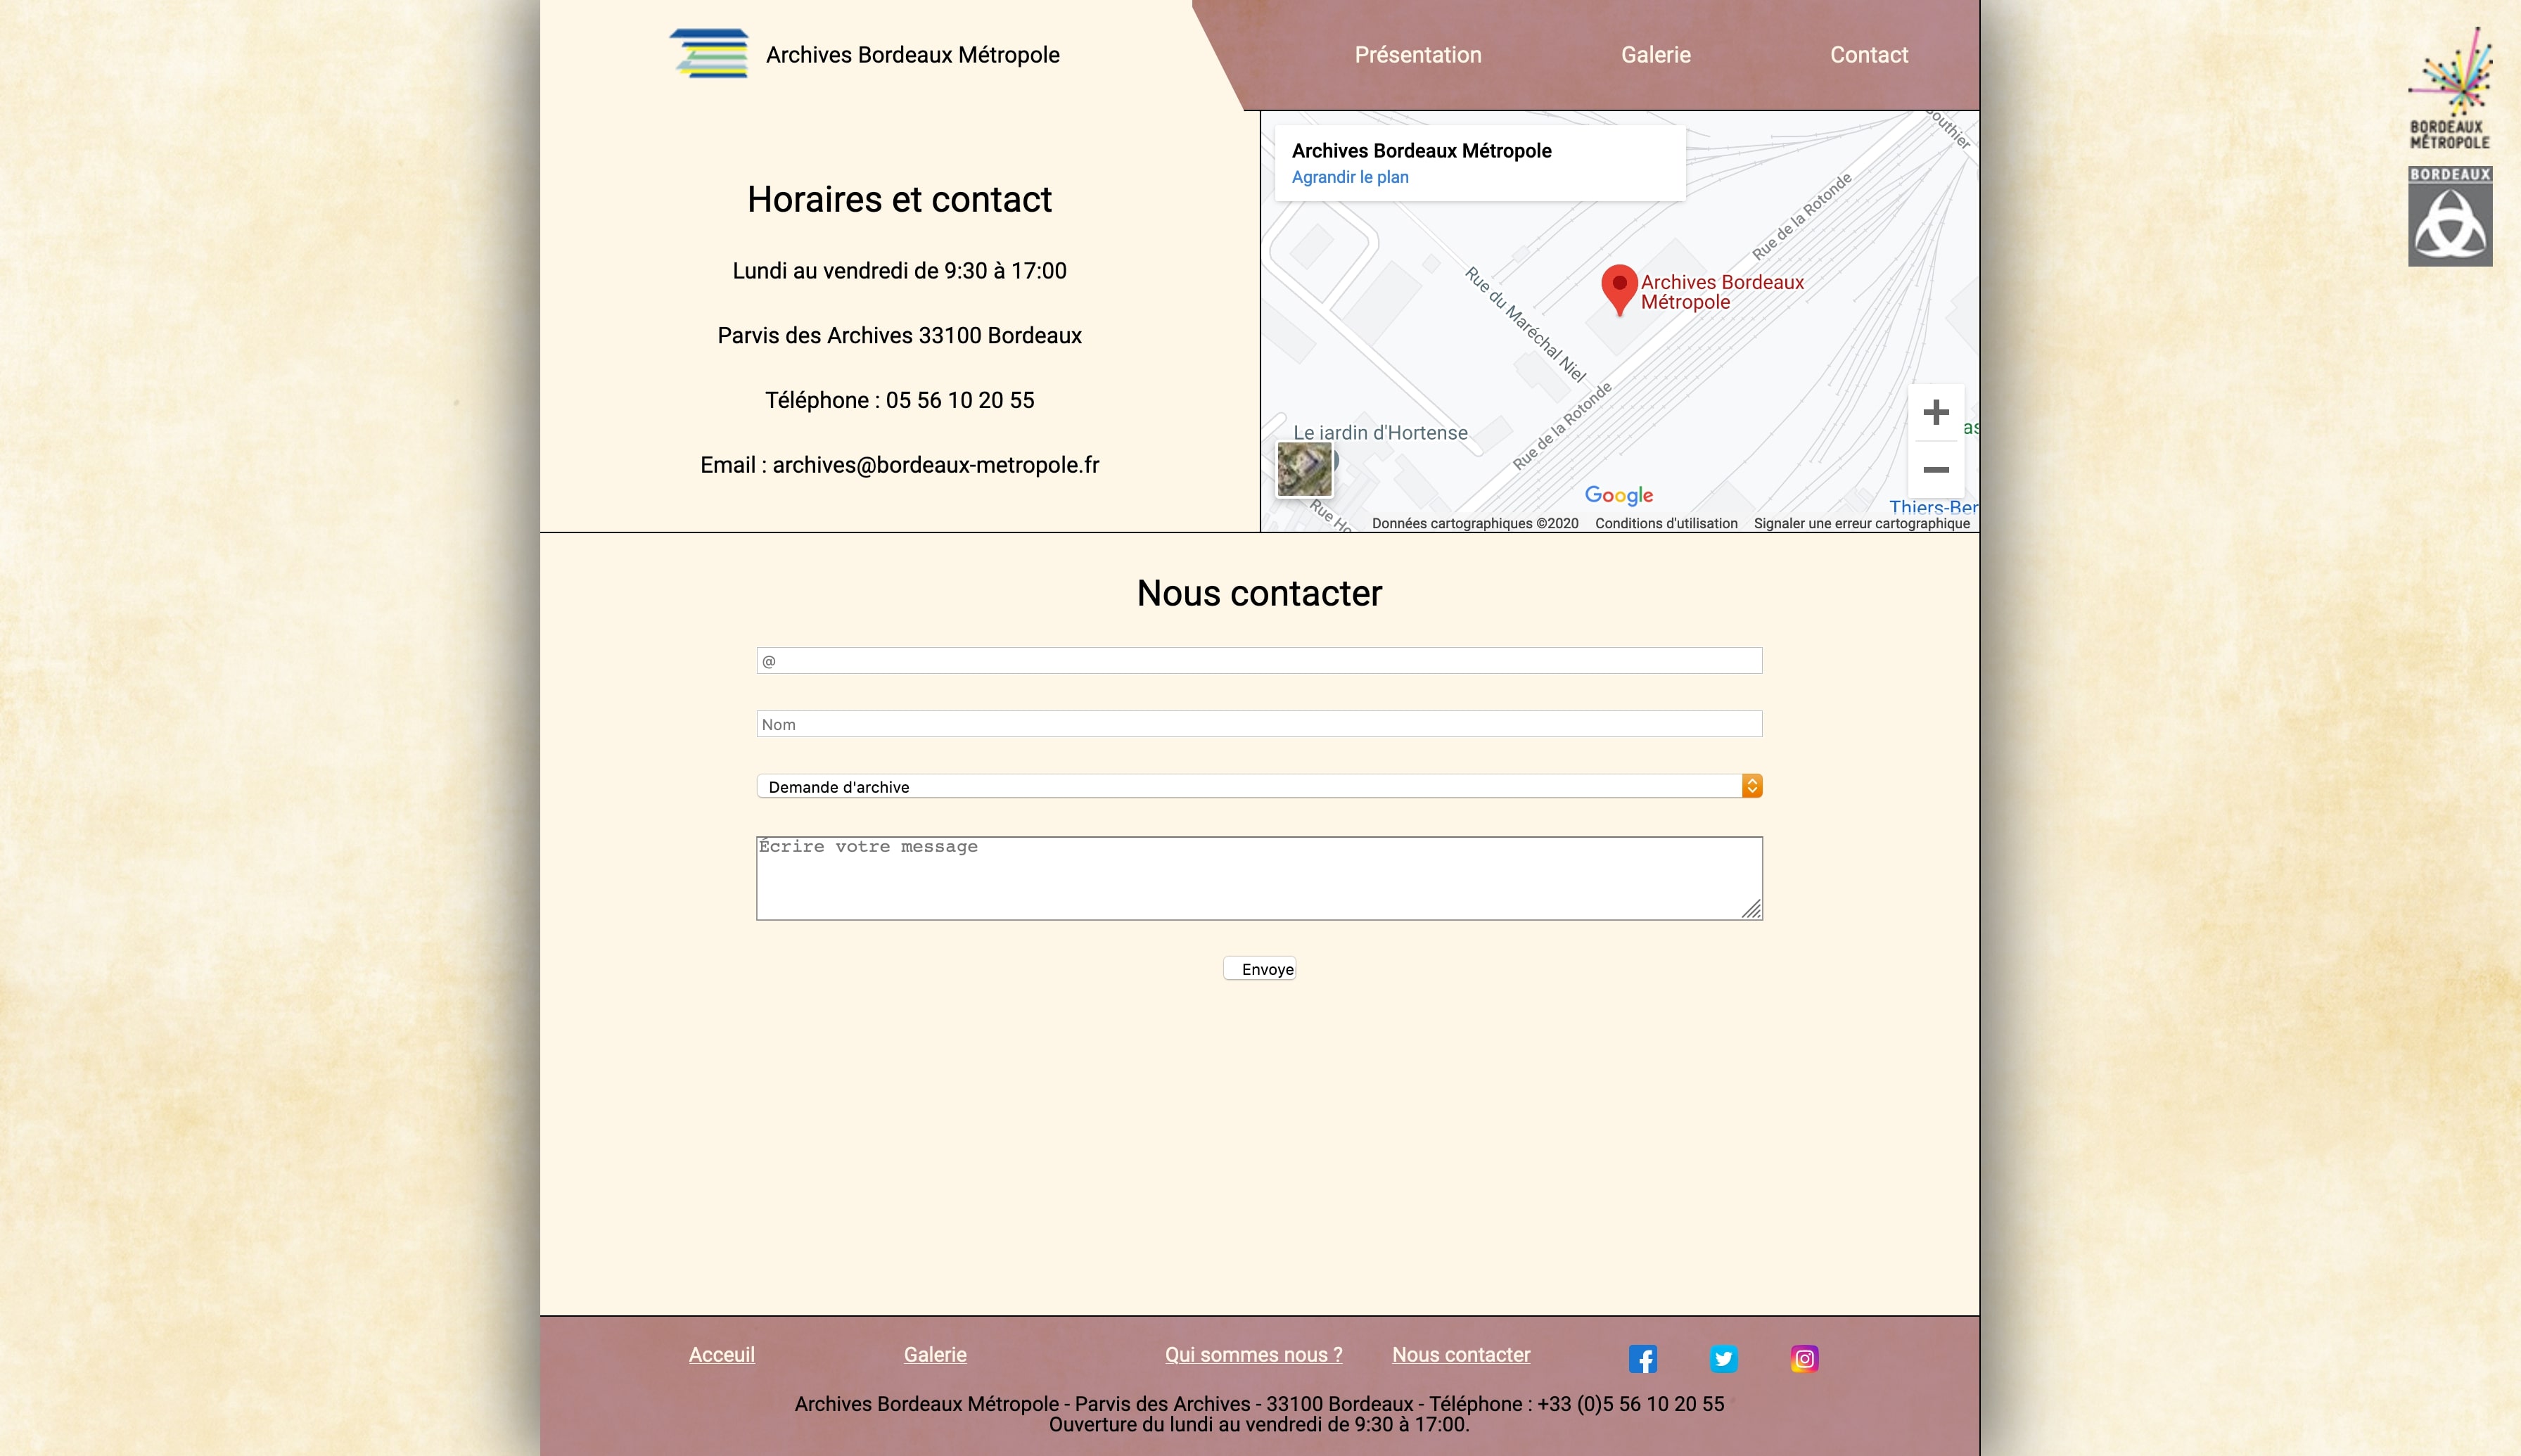 Archives Bordeaux Métropole
Présentation
Galerie
Contact
BORDEAUX
MÉTROPOLE
BORDEAUX
Horaires et contact
Lundi au vendredi de 9:30 à 17:00
Parvis des Archives 33100 Bordeaux
Téléphone : 05 56 10 20 55
Email : archives@bordeaux-metropole.fr
Archives Bordeaux Métropole
Agrandir le plan
Rue de la Rotonde
Rue du Maréchal Niel
Archives Bordeaux
Métropole
Rue de la Rotonde
Le jardin d'Hortense
Google
Données cartographiques ©2020
Conditions d'utilisation
Signaler une erreur cartographique
Nous contacter
@
Nom
Demande d'archive
Écrire votre message
Envoye
Acceuil
Galerie
Qui sommes nous ?
Nous contacter
Archives Bordeaux Métropole - Parvis des Archives - 33100 Bordeaux - Téléphone : +33 (0)5 56 10 20 55
Ouverture du lundi au vendredi de 9:30 à 17:00.